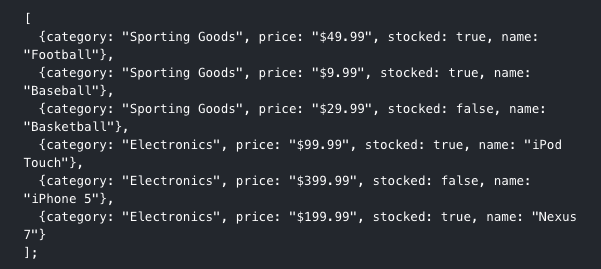 [
  {category: "Sporting Goods", price: "$49.99", stocked: true, name:
"Football"},
  {category: "Sporting Goods", price: "$9.99", stocked: true, name:
"Baseball"},
  {category: "Sporting Goods", price: "$29.99", stocked: false, name:
"Basketball"},
  {category: "Electronics", price: "$99.99", stocked: true, name: "iPod
Touch"},
  {category: "Electronics", price: "$399.99", stocked: false, name:
"iPhone 5"},
  {category: "Electronics", price: "$199.99", stocked: true, name: "Nexus
7"}
];